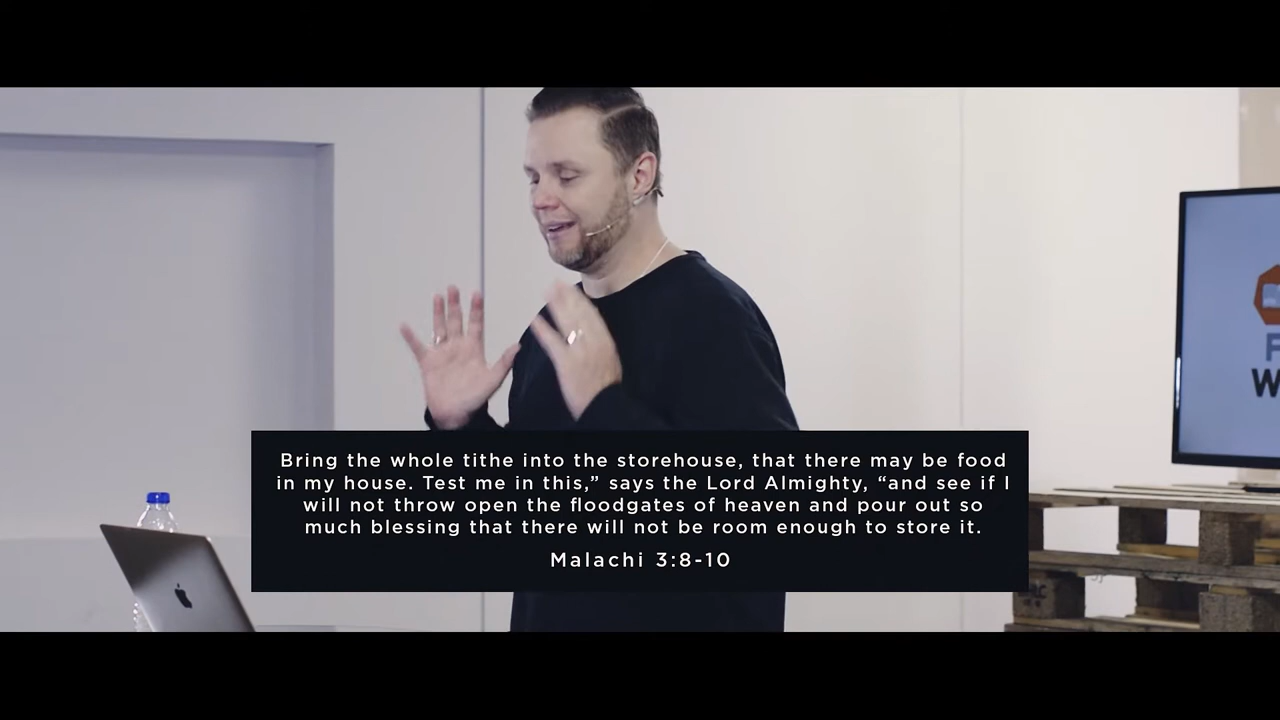 Bring the whole tithe into the storehouse, that there may be food
in my house. Test me in this,” says the Lord Almighty, “and see if I
will not throw open the floodgates of heaven and pour out so
much blessing that there will not be room enough to store it.
Malachi 3:8-10